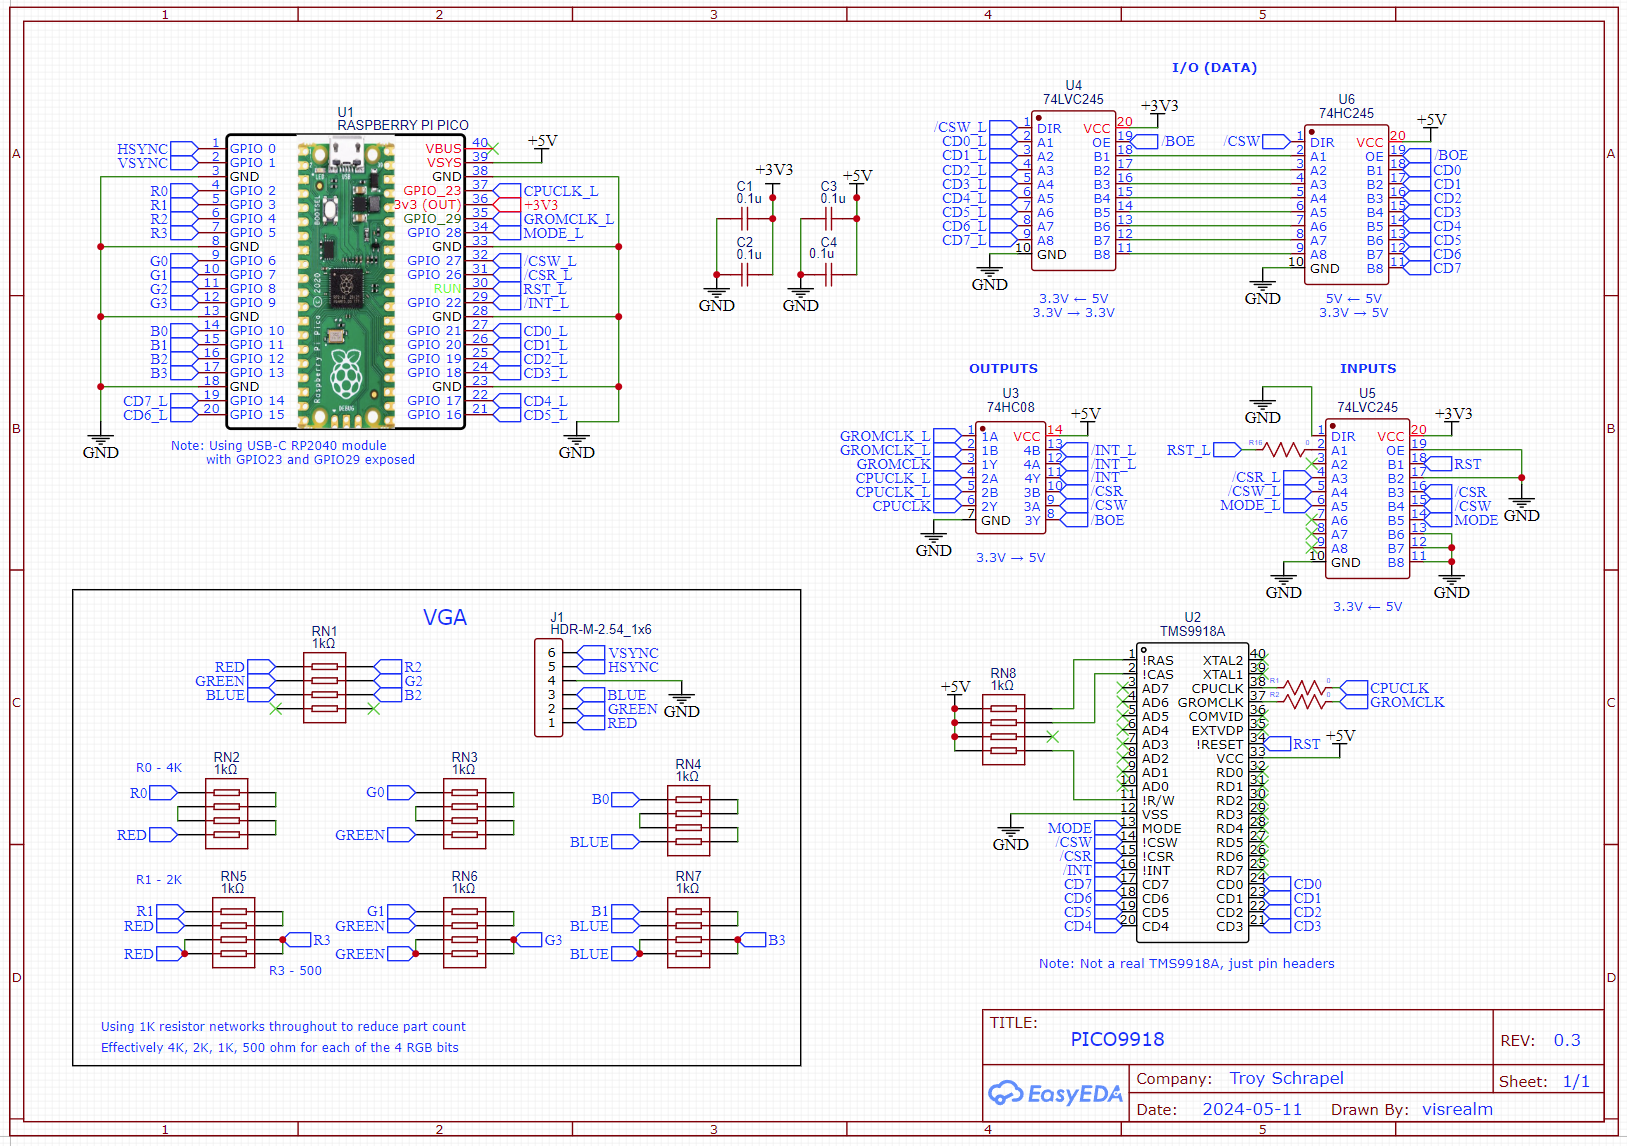 1 2 3 4 5
A
B
C
D
U1
RASPBERRY PI PICO
HSYNC 1 GPIO 0
VSYNC 2 GPIO 1
3 GND
R0 4 GPIO 2
R1 5 GPIO 3
R2 6 GPIO 4
R3 7 GPIO 5
8 GND
G0 9 GPIO 6
G1 10 GPIO 7
G2 11 GPIO 8
G3 12 GPIO 9
13 GND
B0 14 GPIO 10
B1 15 GPIO 11
B2 16 GPIO 12
B3 17 GPIO 13
18 GND
CD7_L 19 GPIO 14
CD6_L 20 GPIO 15
GND
BOOTSEL
LED
USB
Raspberry Pi Pico © 2020
DEBUG
VBUS 40
VSYS 39 +5V
GND 38
GPIO_23 37 CPUCLK_L
3v3 (OUT) 36 +3V3
GPIO_29 35 GROMCLK_L
GPIO 28 34 MODE_L
GND 33
GPIO 27 32 /CSW_L
GPIO 26 31 /CSR_L
RUN 30 RST_L
GPIO 22 29 /INT_L
GND 28
GPIO 21 27 CD0_L
GPIO 20 26 CD1_L
GPIO 19 25 CD2_L
GPIO 18 24 CD3_L
GND 23
GPIO 17 22 CD4_L
GPIO 16 21 CD5_L
GND
Note: Using USB-C RP2040 module
with GPIO23 and GPIO29 exposed
+3V3
C1
0.1u
C2
0.1u
GND
+5V
C3
0.1u
C4
0.1u
GND
I/O (DATA)
U4
74LVC245
/CSW_L 1 DIR VCC 20 +3V3
CD0_L 2 A1 OE 19 /BOE
CD1_L 3 A2 B1 18
CD2_L 4 A3 B2 17
CD3_L 5 A4 B3 16
CD4_L 6 A5 B4 15
CD5_L 7 A6 B5 14
CD6_L 8 A7 B6 13
CD7_L 9 A8 B7 12
10 GND B8 11
GND
3.3V ← 5V
3.3V → 3.3V
U6
74HC245
/CSW 1 DIR VCC 20 +5V
2 A1 OE 19 /BOE
3 A2 B1 18 CD0
4 A3 B2 17 CD1
5 A4 B3 16 CD2
6 A5 B4 15 CD3
7 A6 B5 14 CD4
8 A7 B6 13 CD5
9 A8 B7 12 CD6
10 GND B8 11 CD7
GND
5V ← 5V
3.3V → 5V
OUTPUTS
U3
74HC08
GROMCLK_L 1 1A VCC 14 +5V
GROMCLK_L 2 1B 4B 13 /INT_L
GROMCLK 3 1Y 4A 12 /INT_L
CPUCLK_L 4 2A 4Y 11 /INT
CPUCLK_L 5 2B 3B 10 /CSR
CPUCLK 6 2Y 3A 9 /CSW
7 GND 3Y 8 /BOE
GND
3.3V → 5V
INPUTS
U5
74LVC245
GND
1 DIR VCC 20 +3V3
RST_L R16 0 2 A1 OE 19
3 A2 B1 18 RST
/CSR_L 4 A3 B2 17
/CSW_L 5 A4 B3 16 /CSR
MODE_L 6 A5 B4 15 /CSW
7 A6 B5 14 MODE
8 A7 B6 13
9 A8 B7 12
10 GND B8 11
GND
GND
GND
3.3V ← 5V
VGA
RN1
1kΩ
RED R2
GREEN G2
BLUE B2
J1
HDR-M-2.54_1x6
6 VSYNC
5 HSYNC
4 GND
3 BLUE
2 GREEN
1 RED
R0 - 4K
RN2
1kΩ
R0
RED
RN3
1kΩ
G0
GREEN
RN4
1kΩ
B0
BLUE
R1 - 2K
RN5
1kΩ
R1
RED
R3
RED
R3 - 500
RN6
1kΩ
G1
GREEN
G3
GREEN
RN7
1kΩ
B1
BLUE
B3
BLUE
Using 1K resistor networks throughout to reduce part count
Effectively 4K, 2K, 1K, 500 ohm for each of the 4 RGB bits
RN8
1kΩ
+5V
U2
TMS9918A
1 !RAS XTAL2 40
2 !CAS XTAL1 39
3 AD7 CPUCLK 38 R1 0 CPUCLK
4 AD6 GROMCLK 37 R2 0 GROMCLK
5 AD5 COMVID 36
6 AD4 EXTVDP 35
7 AD3 !RESET 34 RST
8 AD2 VCC 33 +5V
9 AD1 RD0 32
10 AD0 RD1 31
11 !R/W RD2 30
12 VSS RD3 29
GND
MODE 13 MODE RD4 28
/CSW 14 !CSW RD5 27
/CSR 15 !CSR RD6 26
/INT 16 !INT RD7 25
CD7 17 CD7 CD0 24 CD0
CD6 18 CD6 CD1 23 CD1
CD5 19 CD5 CD2 22 CD2
CD4 20 CD4 CD3 21 CD3
Note: Not a real TMS9918A, just pin headers
TITLE:
PICO9918
REV: 0.3
EasyEDA
Company: Troy Schrapel
Sheet: 1/1
Date: 2024-05-11 Drawn By: visrealm
A
B
C
D
1 2 3 4 5